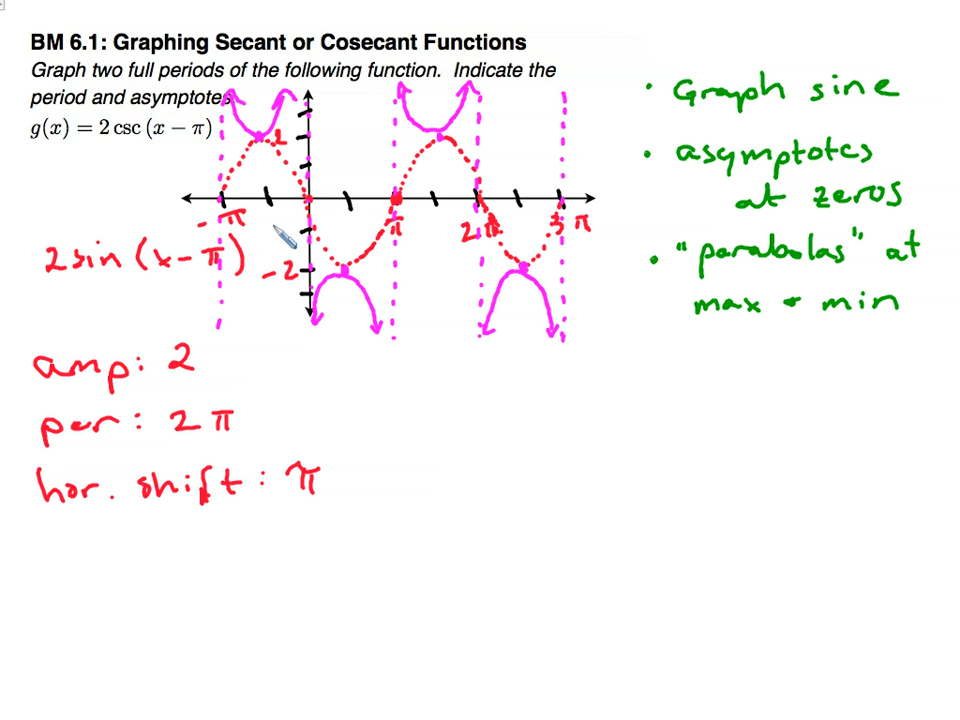 BM 6.1: Graphing Secant or Cosecant Functions
Graph two full periods of the following function. Indicate the
period and asymptotes
g(x) = 2 csc (x − π)
• Graph sine
• asymptotes
at zeros
• "parabolas" at
max + min
2
-π π 2π 3π
-2
2sin (x-π)
amp: 2
per: 2π
hor. shift: π